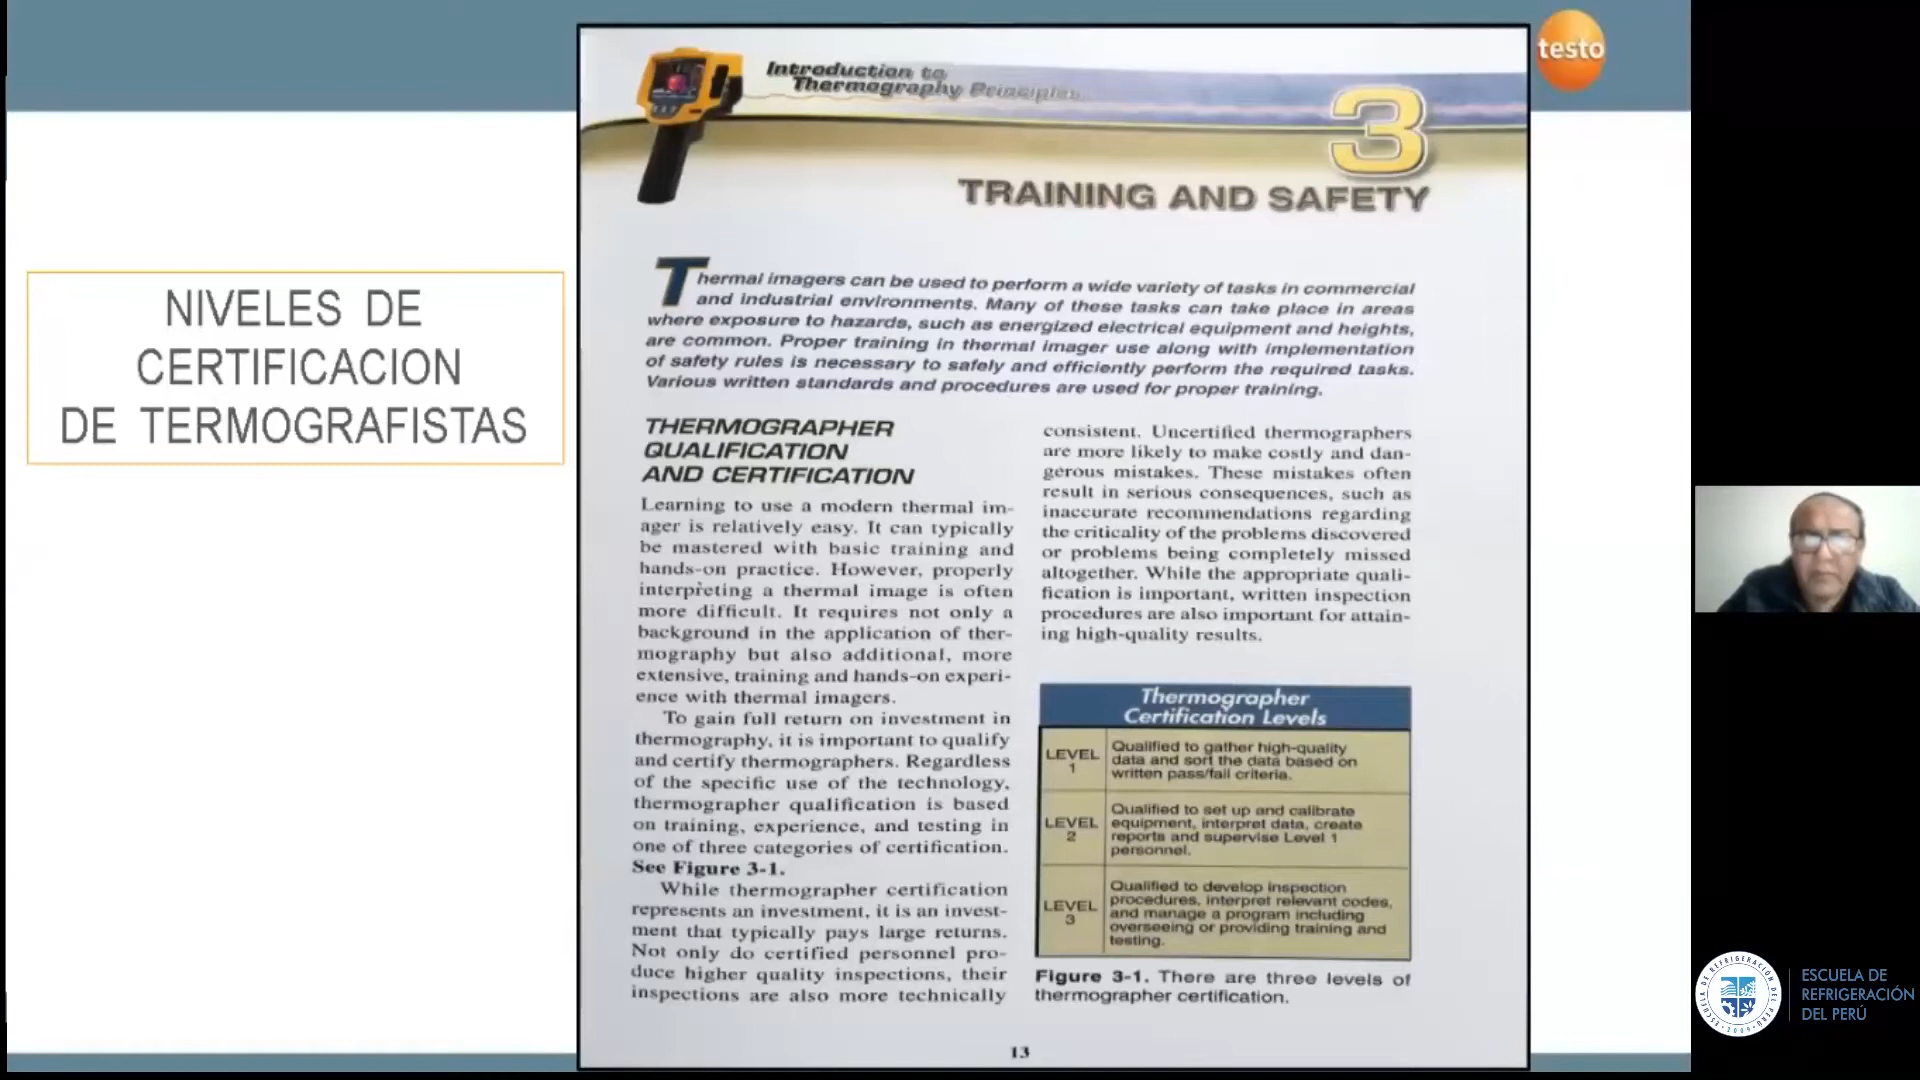 testo
NIVELES DE
CERTIFICACION
DE TERMOGRAFISTAS
Introduction to
Thermography Principles
3
TRAINING AND SAFETY
Thermal imagers can be used to perform a wide variety of tasks in commercial
and industrial environments. Many of these tasks can take place in areas
where exposure to hazards, such as energized electrical equipment and heights,
are common. Proper training in thermal imager use along with implementation
of safety rules is necessary to safely and efficiently perform the required tasks.
Various written standards and procedures are used for proper training.
THERMOGRAPHER
QUALIFICATION
AND CERTIFICATION
Learning to use a modern thermal im-
ager is relatively easy. It can typically
be mastered with basic training and
hands-on practice. However, properly
interpreting a thermal image is often
more difficult. It requires not only a
background in the application of ther-
mography but also additional, more
extensive, training and hands-on experi-
ence with thermal imagers.
To gain full return on investment in
thermography, it is important to qualify
and certify thermographers. Regardless
of the specific use of the technology,
thermographer qualification is based
on training, experience, and testing in
one of three categories of certification.
See Figure 3-1.
While thermographer certification
represents an investment, it is an invest-
ment that typically pays large returns.
Not only do certified personnel pro-
duce higher quality inspections, their
inspections are also more technically
consistent. Uncertified thermographers
are more likely to make costly and dan-
gerous mistakes. These mistakes often
result in serious consequences, such as
inaccurate recommendations regarding
the criticality of the problems discovered
or problems being completely missed
altogether. While the appropriate quali-
fication is important, written inspection
procedures are also important for attain-
ing high-quality results.
Thermographer
Certification Levels
LEVEL
1
Qualified to gather high-quality
data and sort the data based on
written pass/fail criteria.
LEVEL
2
Qualified to set up and calibrate
equipment, interpret data, create
reports and supervise Level 1
personnel.
LEVEL
3
Qualified to develop inspection
procedures, interpret relevant codes,
and manage a program including
overseeing or providing training and
testing.
Figure 3-1. There are three levels of
thermographer certification.
13
ESCUELA DE REFRIGERACIÓN DEL PERÚ
2009
ESCUELA DE
REFRIGERACIÓN
DEL PERÚ